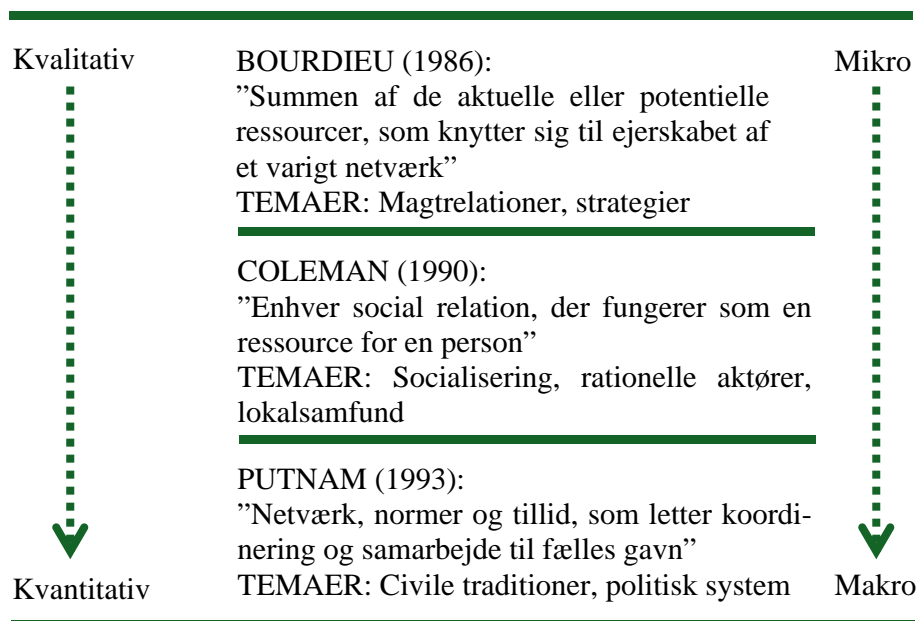 Kvalitativ
BOURDIEU (1986):
Mikro
”Summen af de aktuelle eller potentielle
ressourcer, som knytter sig til ejerskabet af
et varigt netværk”
TEMAER: Magtrelationer, strategier
COLEMAN (1990):
”Enhver social relation, der fungerer som en
ressource for en person”
TEMAER: Socialisering, rationelle aktører,
lokalsamfund
PUTNAM (1993):
”Netværk, normer og tillid, som letter koordi-
nering og samarbejde til fælles gavn”
Kvantitativ
TEMAER: Civile traditioner, politisk system
Makro